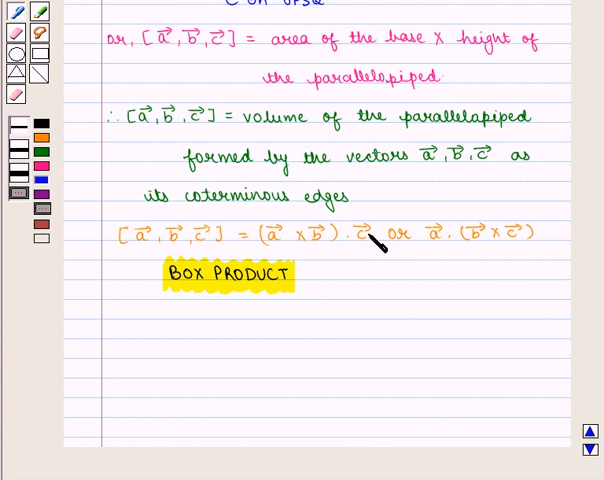 or, [a⃗, b⃗, c⃗] = area of the base × height of
the parallelopiped.
∴ [a⃗, b⃗, c⃗] = volume of the parallelopiped
formed by the vectors a⃗, b⃗, c⃗ as
its coterminous edges
[a⃗, b⃗, c⃗] = (a⃗ × b⃗) . c⃗ or a⃗ . (b⃗ × c⃗)
BOX PRODUCT